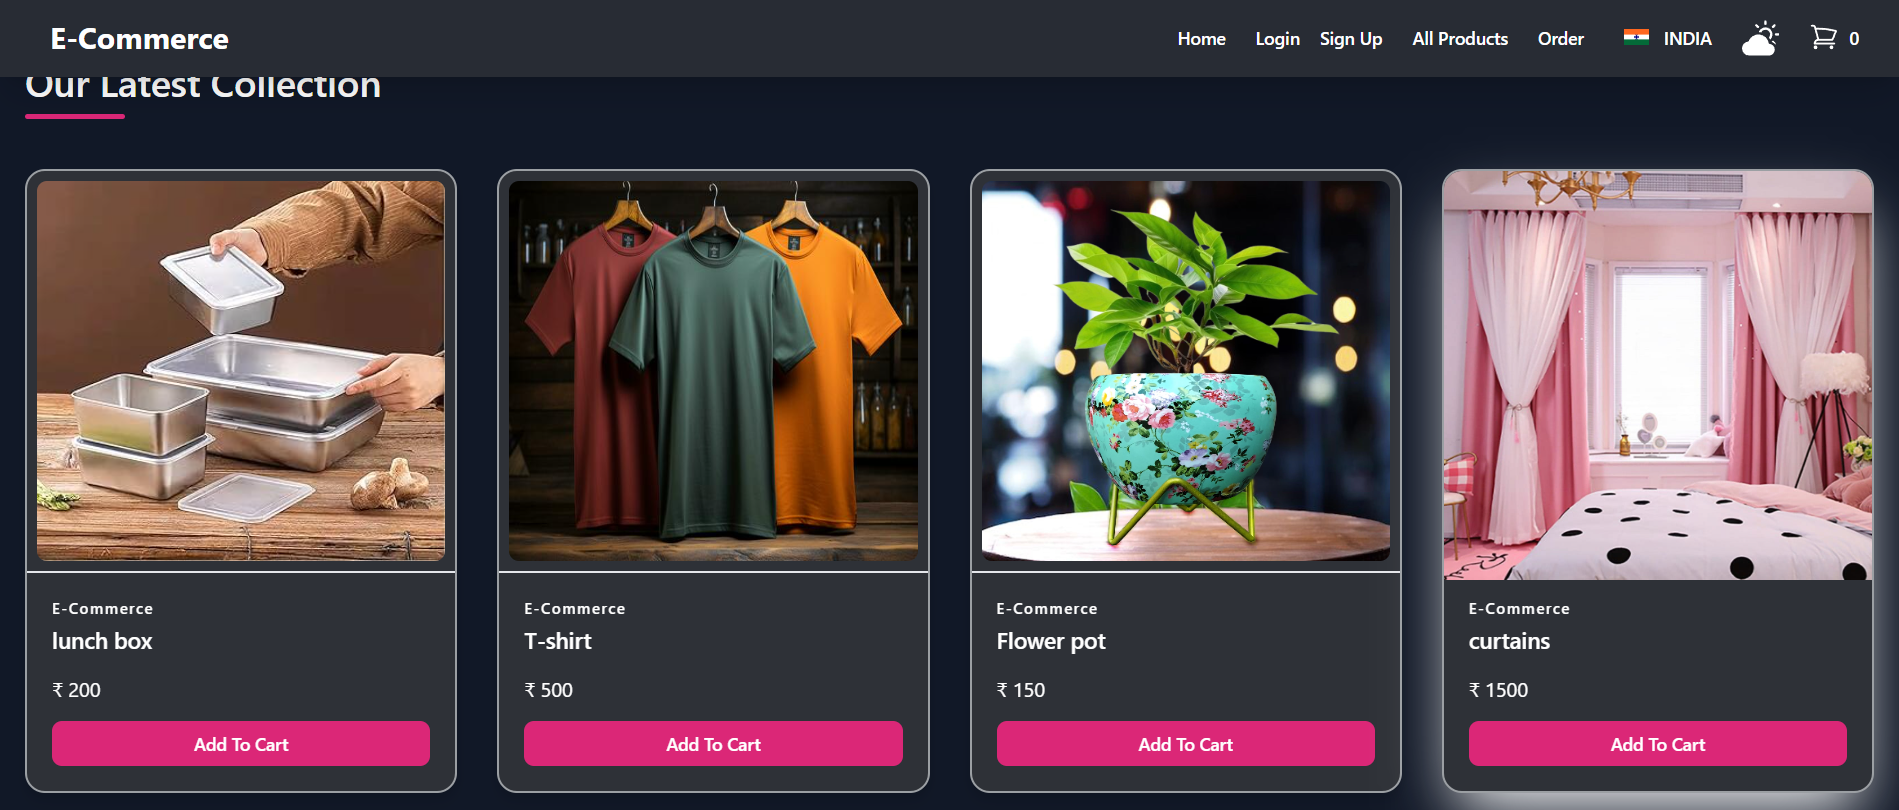 E-Commerce
Home Login Sign Up All Products Order INDIA 0
Our Latest Collection
E-Commerce
lunch box
₹ 200
Add To Cart
E-Commerce
T-shirt
₹ 500
Add To Cart
E-Commerce
Flower pot
₹ 150
Add To Cart
E-Commerce
curtains
₹ 1500
Add To Cart